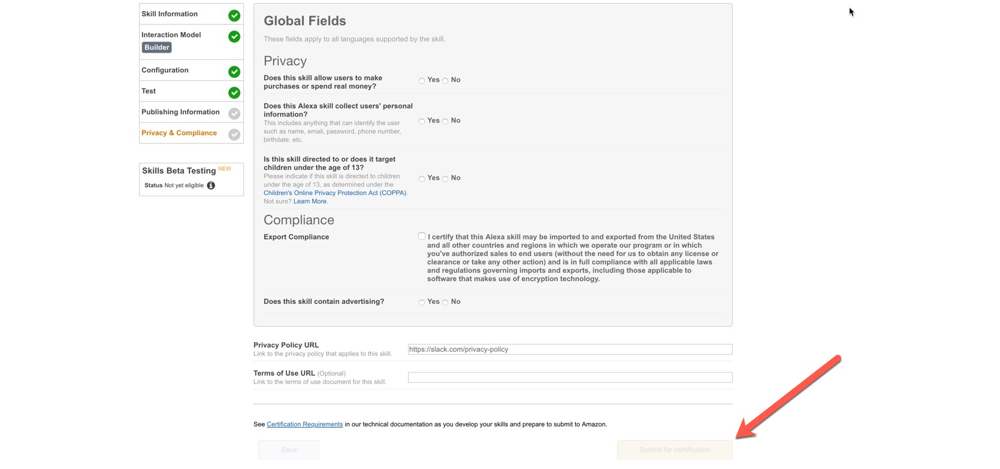 Skill Information
Interaction Model
Builder
Configuration
Test
Publishing Information
Privacy & Compliance
Skills Beta Testing NEW
Status Not yet eligible
Global Fields
These fields apply to all languages supported by the skill.
Privacy
Does this skill allow users to make
purchases or spend real money?
Yes No
Does this Alexa skill collect users' personal
information?
This includes anything that can identify the user
such as name, email, password, phone number,
birthdate, etc.
Yes No
Is this skill directed to or does it target
children under the age of 13?
Please indicate if this skill is directed to children
under the age of 13, as determined under the
Children's Online Privacy Protection Act (COPPA).
Not sure? Learn More.
Yes No
Compliance
Export Compliance
I certify that this Alexa skill may be imported to and exported from the United States
and all other countries and regions in which we operate our program or in which
you've authorized sales to end users (without the need for us to obtain any license or
clearance or take any other action) and is in full compliance with all applicable laws
and regulations governing imports and exports, including those applicable to
software that makes use of encryption technology.
Does this skill contain advertising?
Yes No
Privacy Policy URL
Link to the privacy policy that applies to this skill.
https://slack.com/privacy-policy
Terms of Use URL (Optional)
Link to the terms of use document for this skill.
See Certification Requirements in our technical documentation as you develop your skills and prepare to submit to Amazon.
Save
Submit for certification